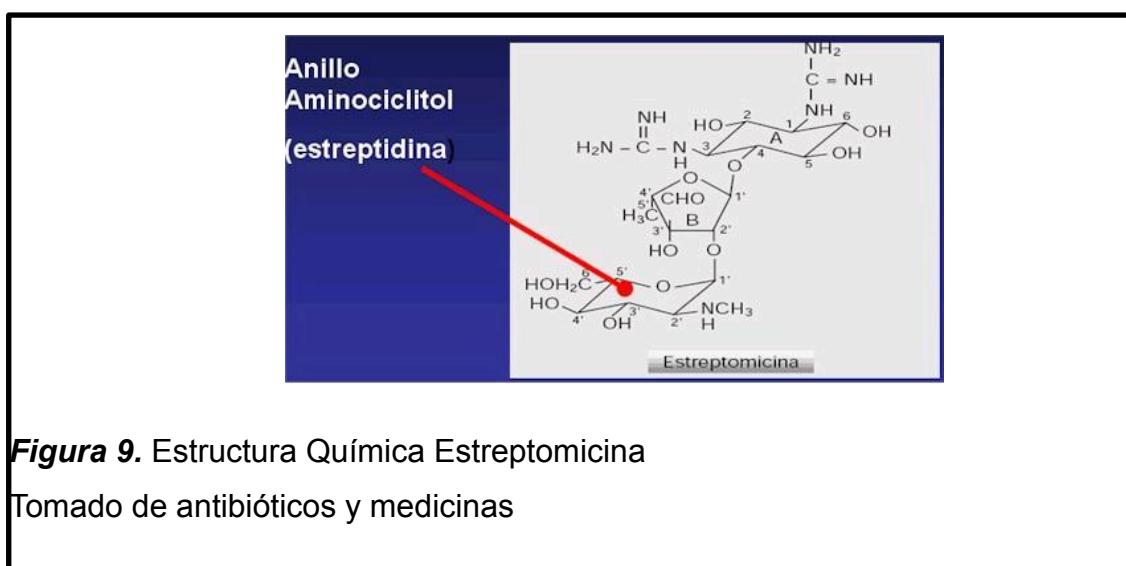 Anillo
Aminociclitol
(estreptidina)
NH₂
C = NH
NH
NH
H₂N – C – N
H
HO
2
1
6
A
3
4
5
OH
OH
O
O
4'
5'
CHO
1'
H₃C
B
3'
2'
HO
O
6
5'
HOH₂C
O
1'
HO
3'
NCH₃
4'
OH
2'
H
Estreptomicina
Figura 9. Estructura Química Estreptomicina
Tomado de antibióticos y medicinas